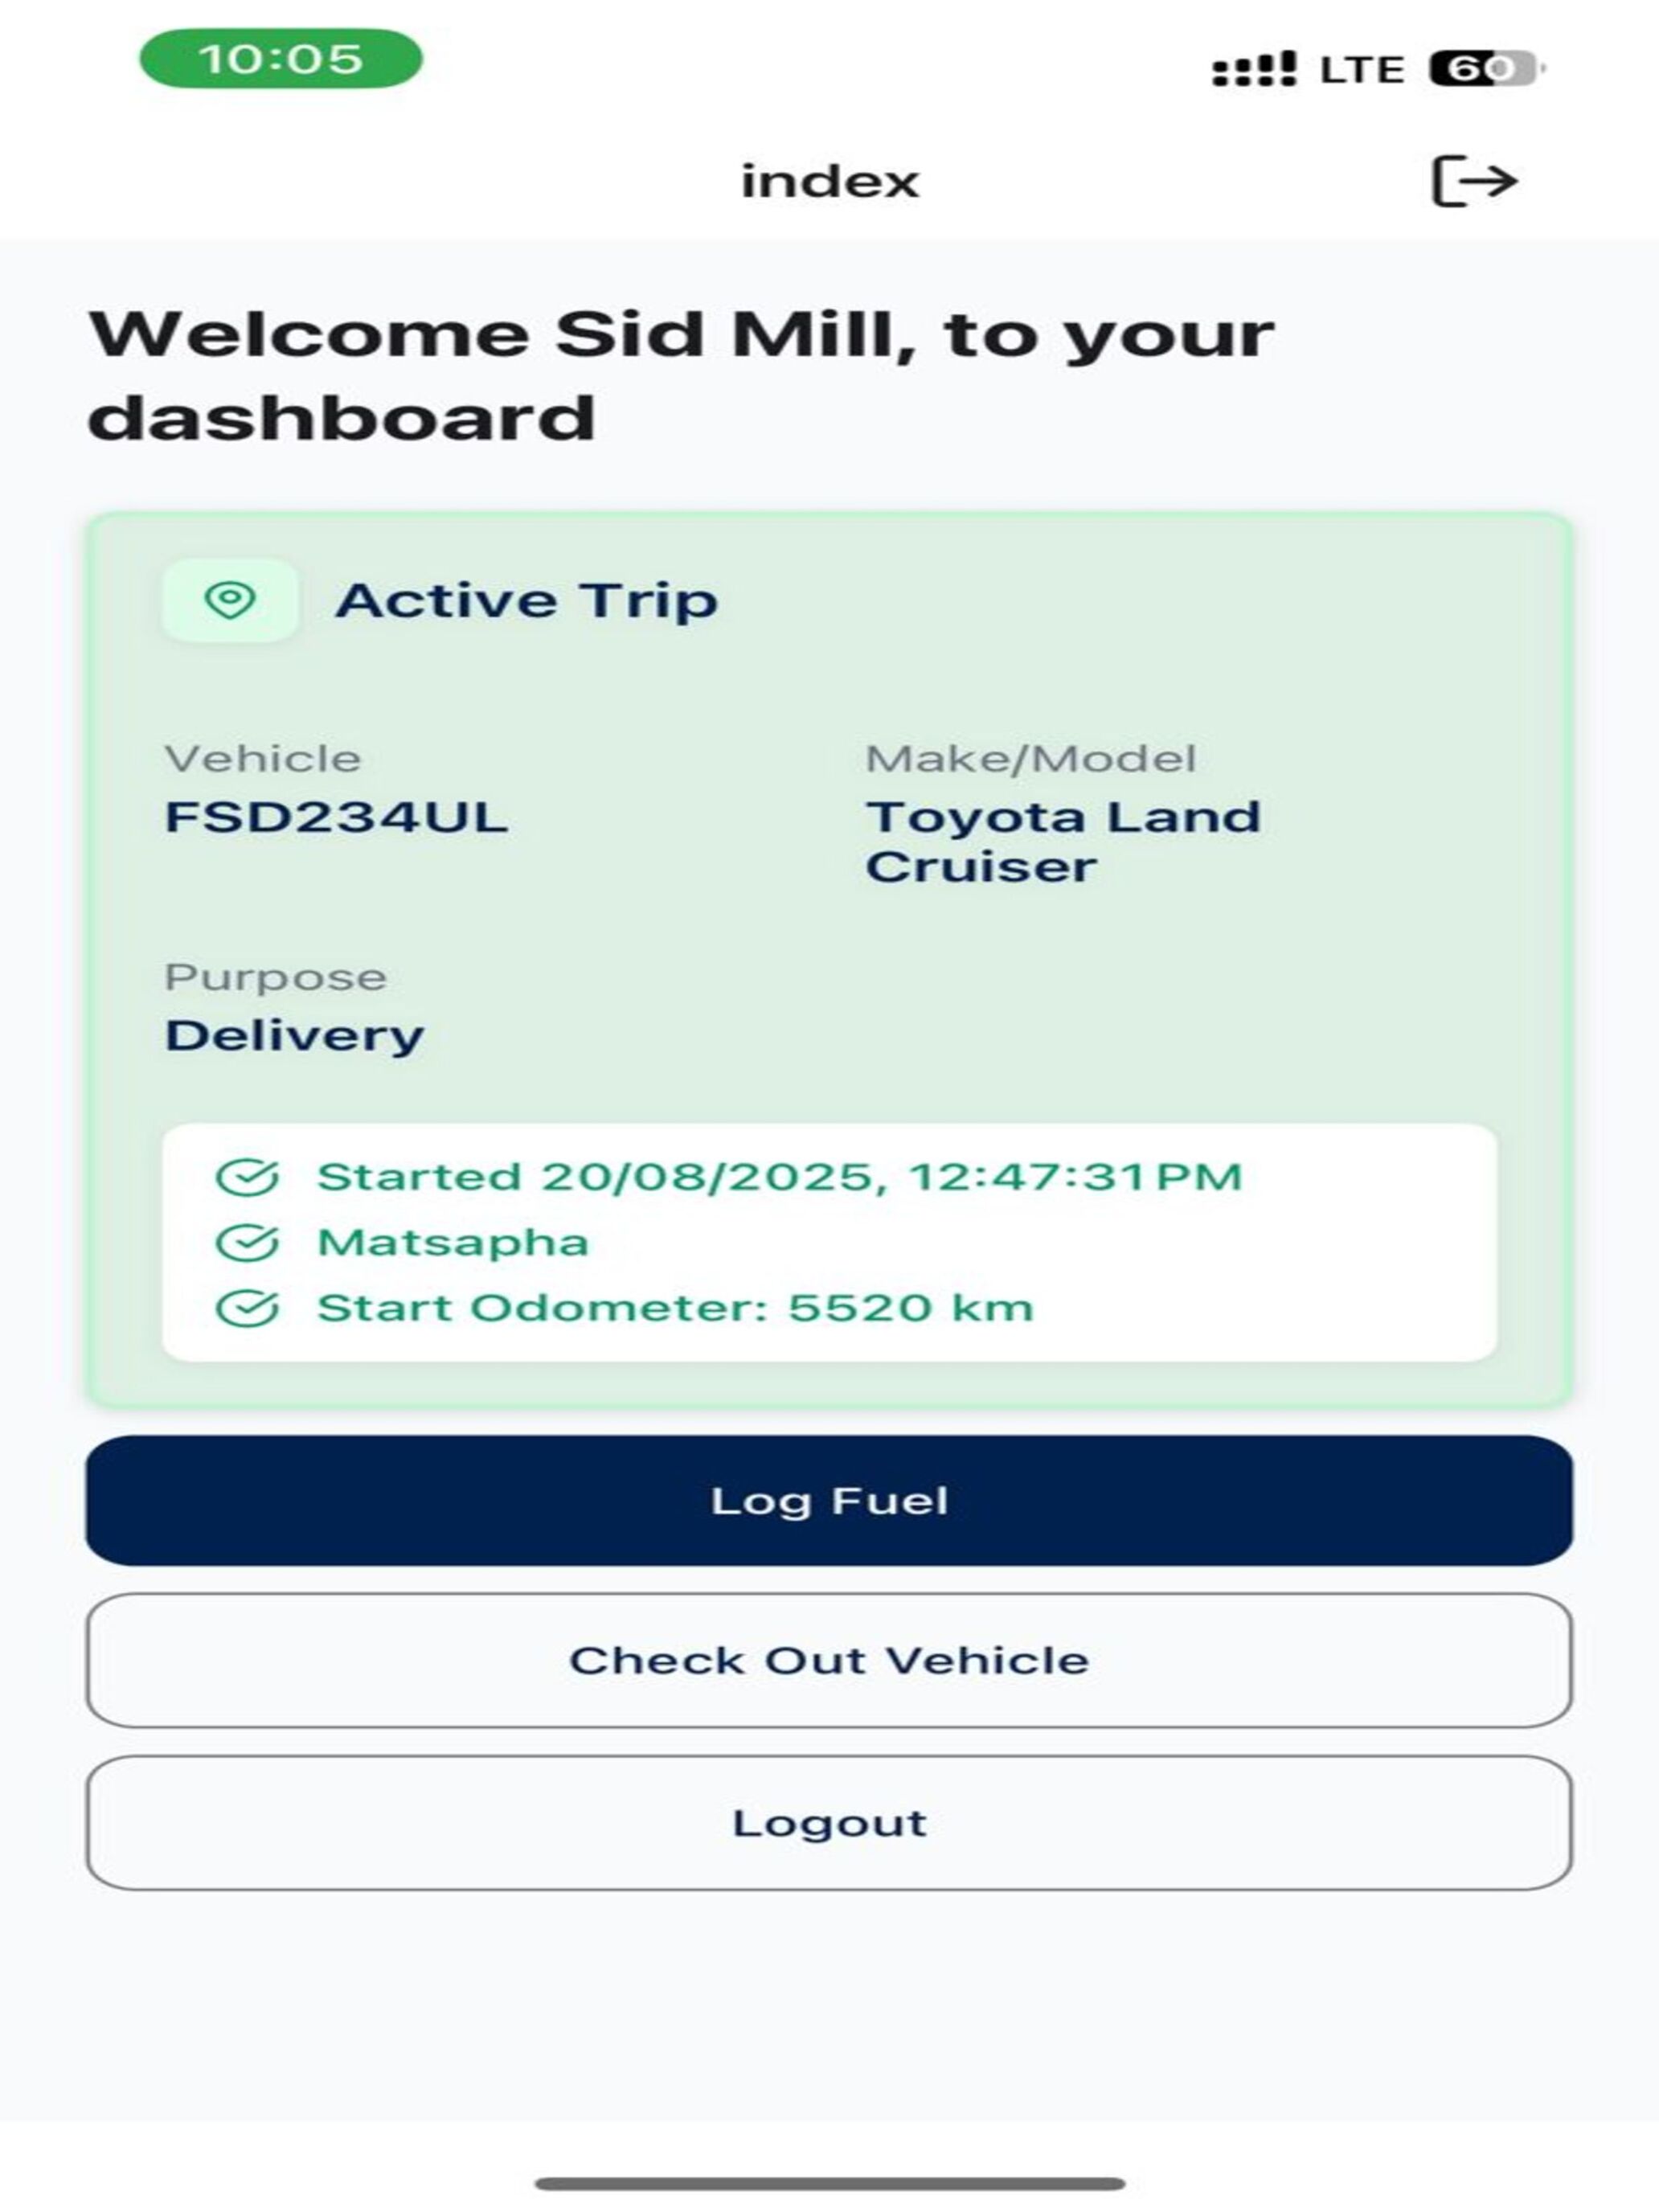 10:05
LTE 60
index
Welcome Sid Mill, to your
dashboard
Active Trip
Vehicle
FSD234UL
Make/Model
Toyota Land
Cruiser
Purpose
Delivery
Started 20/08/2025, 12:47:31 PM
Matsapha
Start Odometer: 5520 km
Log Fuel
Check Out Vehicle
Logout